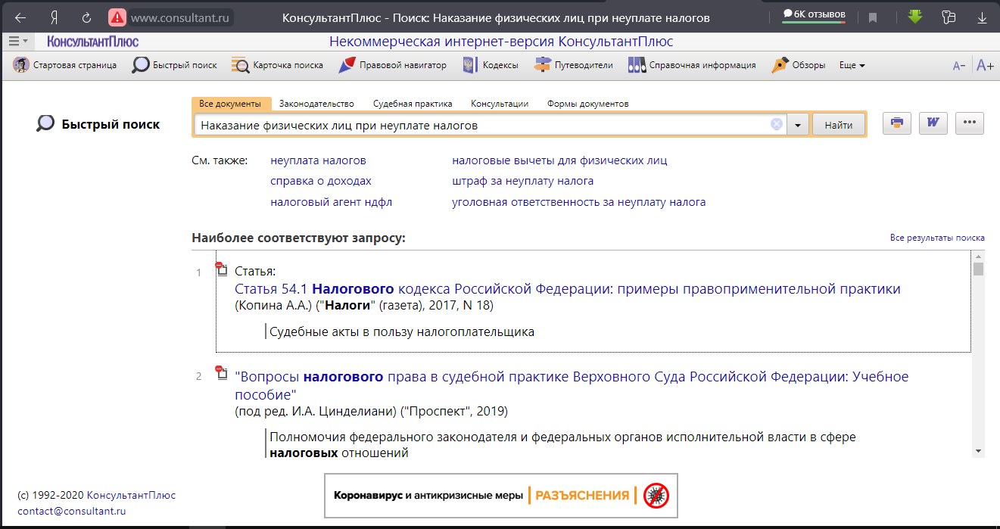 Я www.consultant.ru КонсультантПлюс - Поиск: Наказание физических лиц при неуплате налогов 6К отзывов
КонсультантПлюс Некоммерческая интернет-версия КонсультантПлюс
Стартовая страница Быстрый поиск Карточка поиска Правовой навигатор Кодексы Путеводители Справочная информация Обзоры Еще A- A+
Все документы Законодательство Судебная практика Консультации Формы документов
Быстрый поиск Наказание физических лиц при неуплате налогов Найти W ...
См. также: неуплата налогов налоговые вычеты для физических лиц
справка о доходах штраф за неуплату налога
налоговый агент ндфл уголовная ответственность за неуплату налога
Наиболее соответствуют запросу: Все результаты поиска
1 Статья:
Статья 54.1 Налогового кодекса Российской Федерации: примеры правоприменительной практики
(Копина А.А.) ("Налоги" (газета), 2017, N 18)
Судебные акты в пользу налогоплательщика
2 "Вопросы налогового права в судебной практике Верховного Суда Российской Федерации: Учебное
пособие"
(под ред. И.А. Цинделиани) ("Проспект", 2019)
Полномочия федерального законодателя и федеральных органов исполнительной власти в сфере
налоговых отношений
Коронавирус и антикризисные меры | РАЗЪЯСНЕНИЯ |
(c) 1992-2020 КонсультантПлюс
contact@consultant.ru